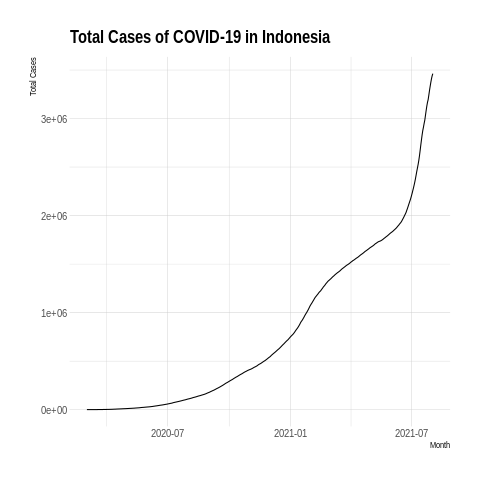 Total Cases of COVID-19 in Indonesia
Total Cases
3e+06
2e+06
1e+06
0e+00
2020-07
2021-01
2021-07
Month